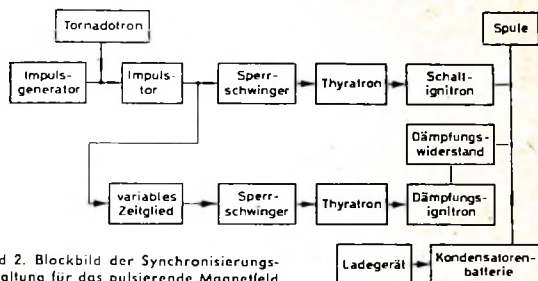 Tornadotron
Spule
Impuls-
generator
Impuls-
tor
Sperr-
schwinger
Thyratron
Schalt-
ignitron
Dämpfungs-
widerstand
variables
Zeitglied
Sperr-
schwinger
Thyratron
Dämpfungs-
ignitron
d 2. Blockbild der Synchronisierungs-
altung für das pulsierende Magnetfeld
Ladegerät
Kondensatoren-
batterie